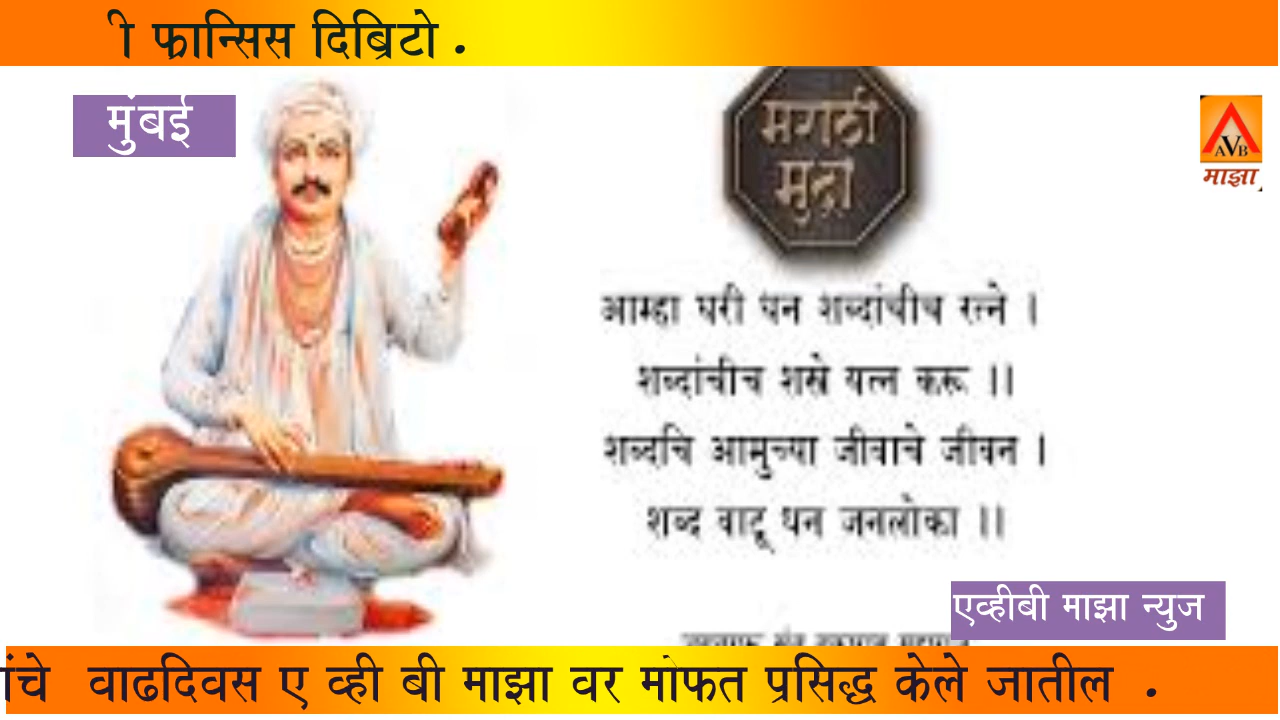 ी फ्रान्सिस दिब्रिटो .
मुंबई
मराठी
मुद्रा
AVB
माझा
आम्हा घरी धन शब्दांचीच रत्ने ।
शब्दांचीच शस्त्रे यत्न करू ।।
शब्दचि आमुच्या जीवाचे जीवन ।
शब्द वाटू धन जनलोका ।।
एव्हीबी माझा न्युज
ांचे वाढदिवस ए व्ही बी माझा वर मोफत प्रसिद्ध केले जातील .